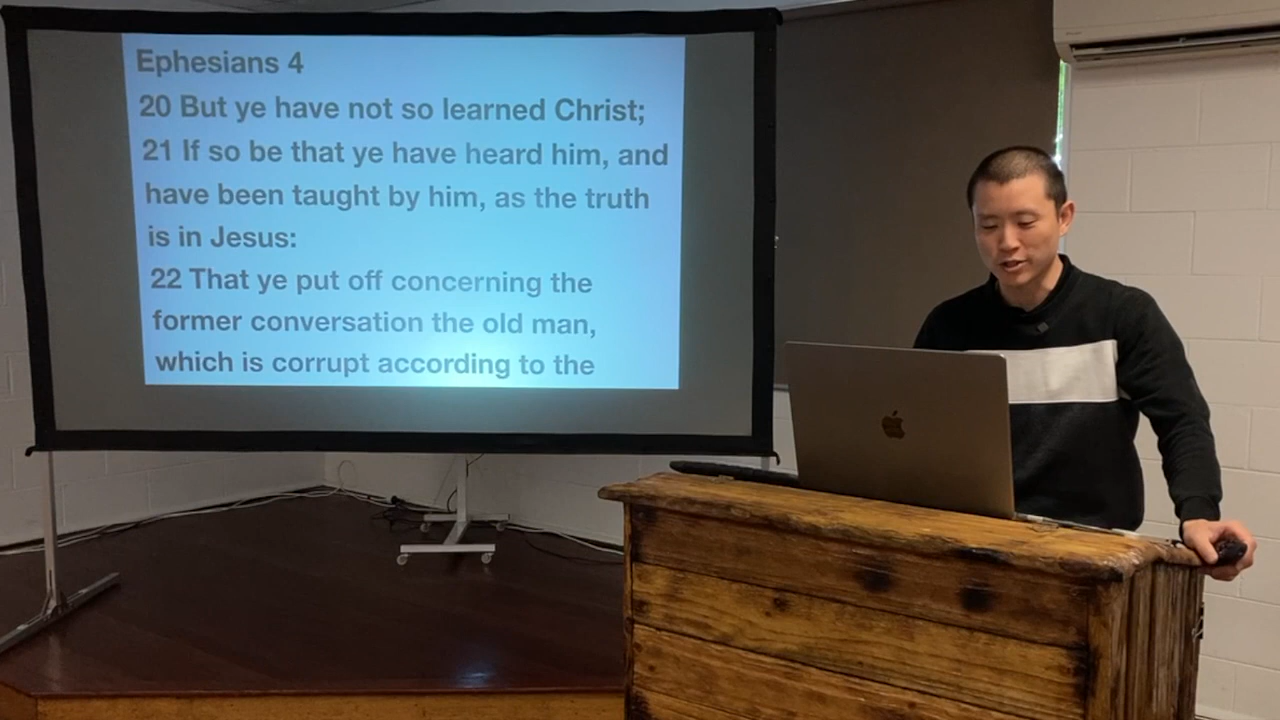 Ephesians 4
20 But ye have not so learned Christ;
21 If so be that ye have heard him, and
have been taught by him, as the truth
is in Jesus:
22 That ye put off concerning the
former conversation the old man,
which is corrupt according to the